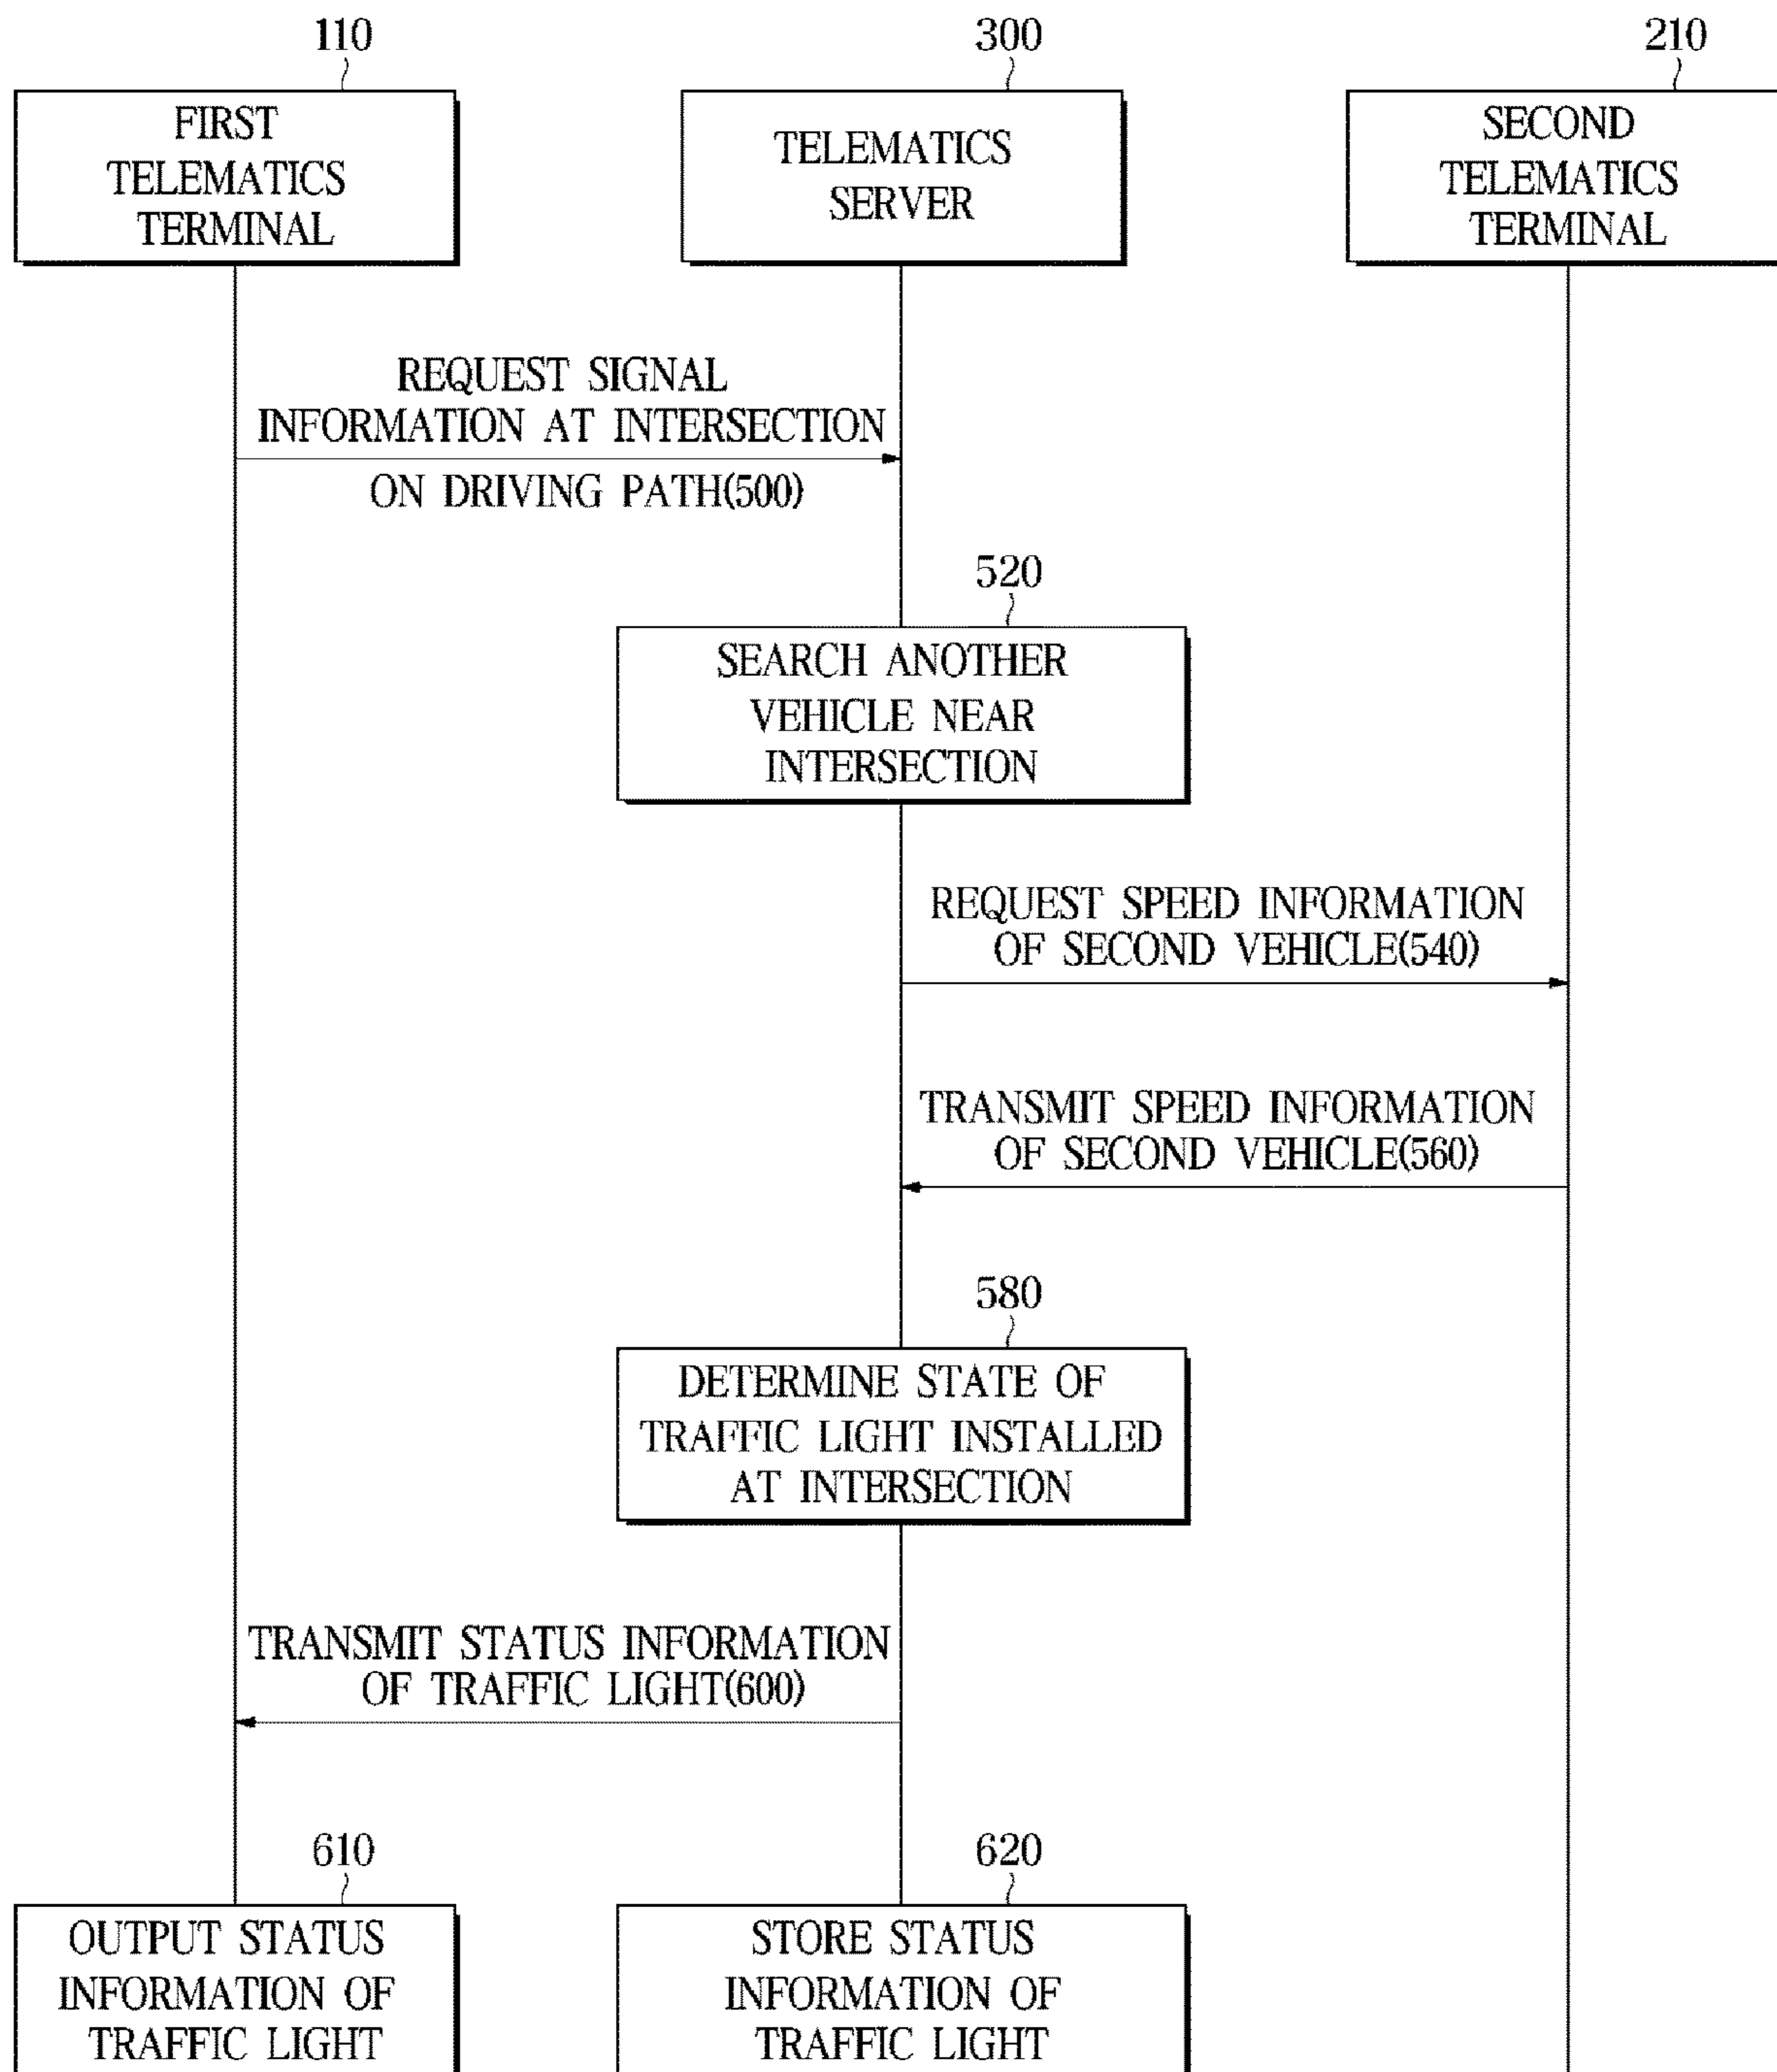 110
300
210
FIRST
TELEMATICS
TERMINAL
TELEMATICS
SERVER
SECOND
TELEMATICS
TERMINAL
REQUEST SIGNAL
INFORMATION AT INTERSECTION
ON DRIVING PATH(500)
520
SEARCH ANOTHER
VEHICLE NEAR
INTERSECTION
REQUEST SPEED INFORMATION
OF SECOND VEHICLE(540)
TRANSMIT SPEED INFORMATION
OF SECOND VEHICLE(560)
580
DETERMINE STATE OF
TRAFFIC LIGHT INSTALLED
AT INTERSECTION
TRANSMIT STATUS INFORMATION
OF TRAFFIC LIGHT(600)
610
620
OUTPUT STATUS
INFORMATION OF
TRAFFIC LIGHT
STORE STATUS
INFORMATION OF
TRAFFIC LIGHT